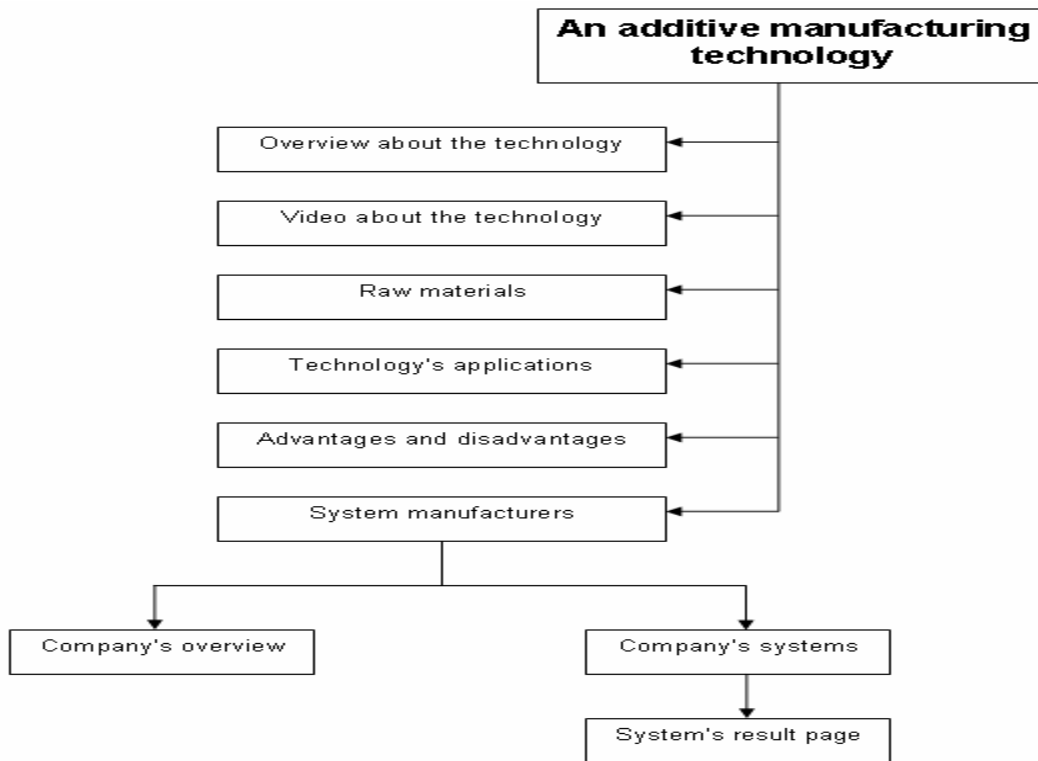 An additive manufacturing
technology
Overview about the technology
Video about the technology
Raw materials
Technology's applications
Advantages and disadvantages
System manufacturers
Company's overview
Company's systems
System's result page